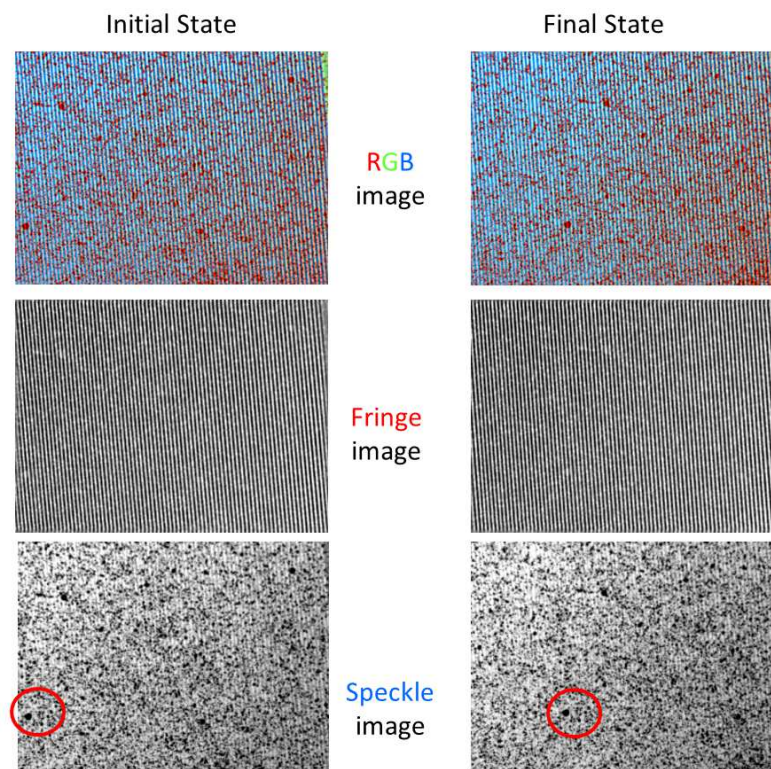 Initial State
Final State
RGB
image
Fringe
image
Speckle
image